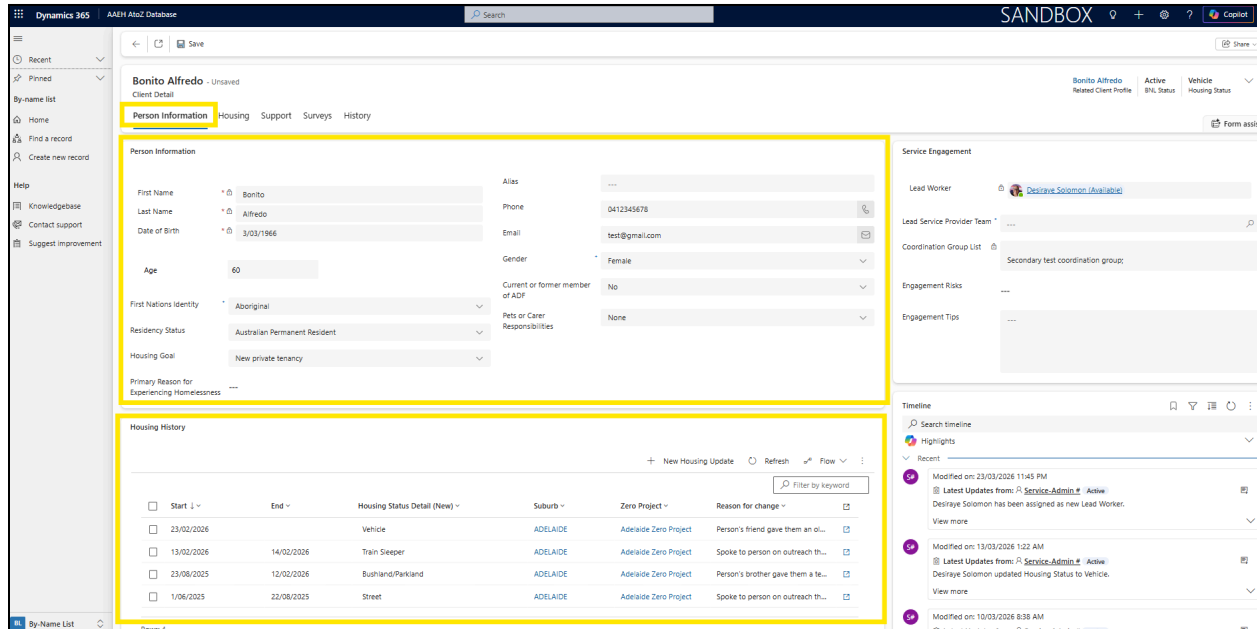 Dynamics 365 AAEH AtoZ Database Search SANDBOX ? Copilot
Recent
Pinned
By-name list
Home
Find a record
Create new record
Help
Knowledgebase
Contact support
Suggest improvement
BL By-Name List
Save
Share
Bonito Alfredo - Unsaved
Client Detail
Bonito Alfredo
Related Client Profile
Active
BNL Status
Vehicle
Housing Status
Person Information Housing Support Surveys History
Form assis
Person Information
First Name * Bonito
Last Name * Alfredo
Date of Birth * 3/03/1966
Age 60
First Nations Identity * Aboriginal
Residency Status Australian Permanent Resident
Housing Goal New private tenancy
Primary Reason for
Experiencing Homelessness ---
Alias ---
Phone 0412345678
Email test@gmail.com
Gender * Female
Current or former member
of ADF No
Pets or Carer
Responsibilities None
Service Engagement
Lead Worker Desiraye Solomon (Available)
Lead Service Provider Team * ---
Coordination Group List Secondary test coordination group;
Engagement Risks ---
Engagement Tips ---
Housing History
+ New Housing Update Refresh Flow
Filter by keyword
Start ↓ End Housing Status Detail (New) Suburb Zero Project Reason for change
23/02/2026 Vehicle ADELAIDE Adelaide Zero Project Person's friend gave them an ol...
13/02/2026 14/02/2026 Train Sleeper ADELAIDE Adelaide Zero Project Spoke to person on outreach th...
23/08/2025 12/02/2026 Bushland/Parkland ADELAIDE Adelaide Zero Project Person's brother gave them a te...
1/06/2025 22/08/2025 Street ADELAIDE Adelaide Zero Project Spoke to person on outreach th...
Timeline
Search timeline
Highlights
Recent
S#
Modified on: 23/03/2026 11:45 PM
Latest Updates from: Service-Admin # Active
Desiraye Solomon has been assigned as new Lead Worker.
View more
S#
Modified on: 13/03/2026 1:22 AM
Latest Updates from: Service-Admin # Active
Desiraye Solomon updated Housing Status to Vehicle.
View more
S#
Modified on: 10/03/2026 8:38 AM